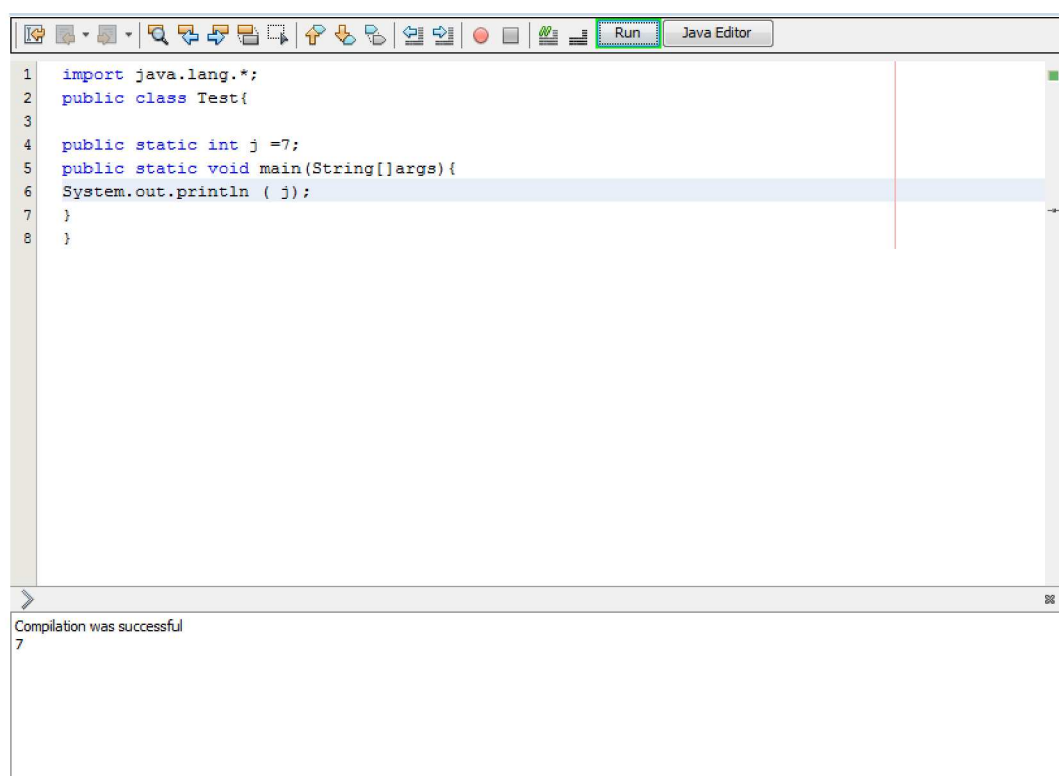 Run Java Editor
1 import java.lang.*;
2 public class Test{
3
4 public static int j =7;
5 public static void main(String[]args){
6 System.out.println ( j);
7 }
8 }
Compilation was successful
7